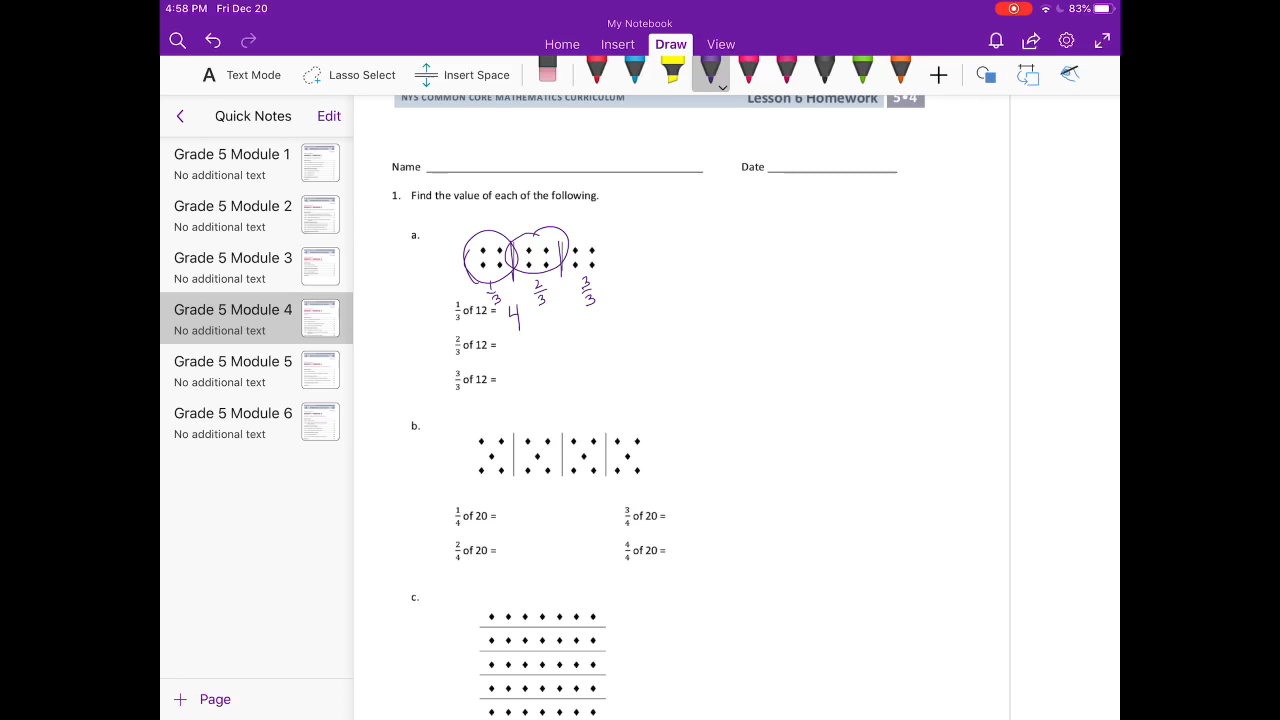 4:58 PM Fri Dec 20
83%
My Notebook
Home Insert Draw View
Text Mode Lasso Select Insert Space
Quick Notes Edit
Grade 5 Module 1
No additional text
Grade 5 Module 2
No additional text
Grade 5 Module 3
No additional text
Grade 5 Module 4
No additional text
Grade 5 Module 5
No additional text
Grade 5 Module 6
No additional text
Page
NYS COMMON CORE MATHEMATICS CURRICULUM Lesson 6 Homework 5•4
Name Date
1. Find the value of each of the following.
a.
1/3 2/3 3/3
1/3 of 12 = 4
2/3 of 12 =
3/3 of 12 =
b.
1/4 of 20 = 3/4 of 20 =
2/4 of 20 = 4/4 of 20 =
c.